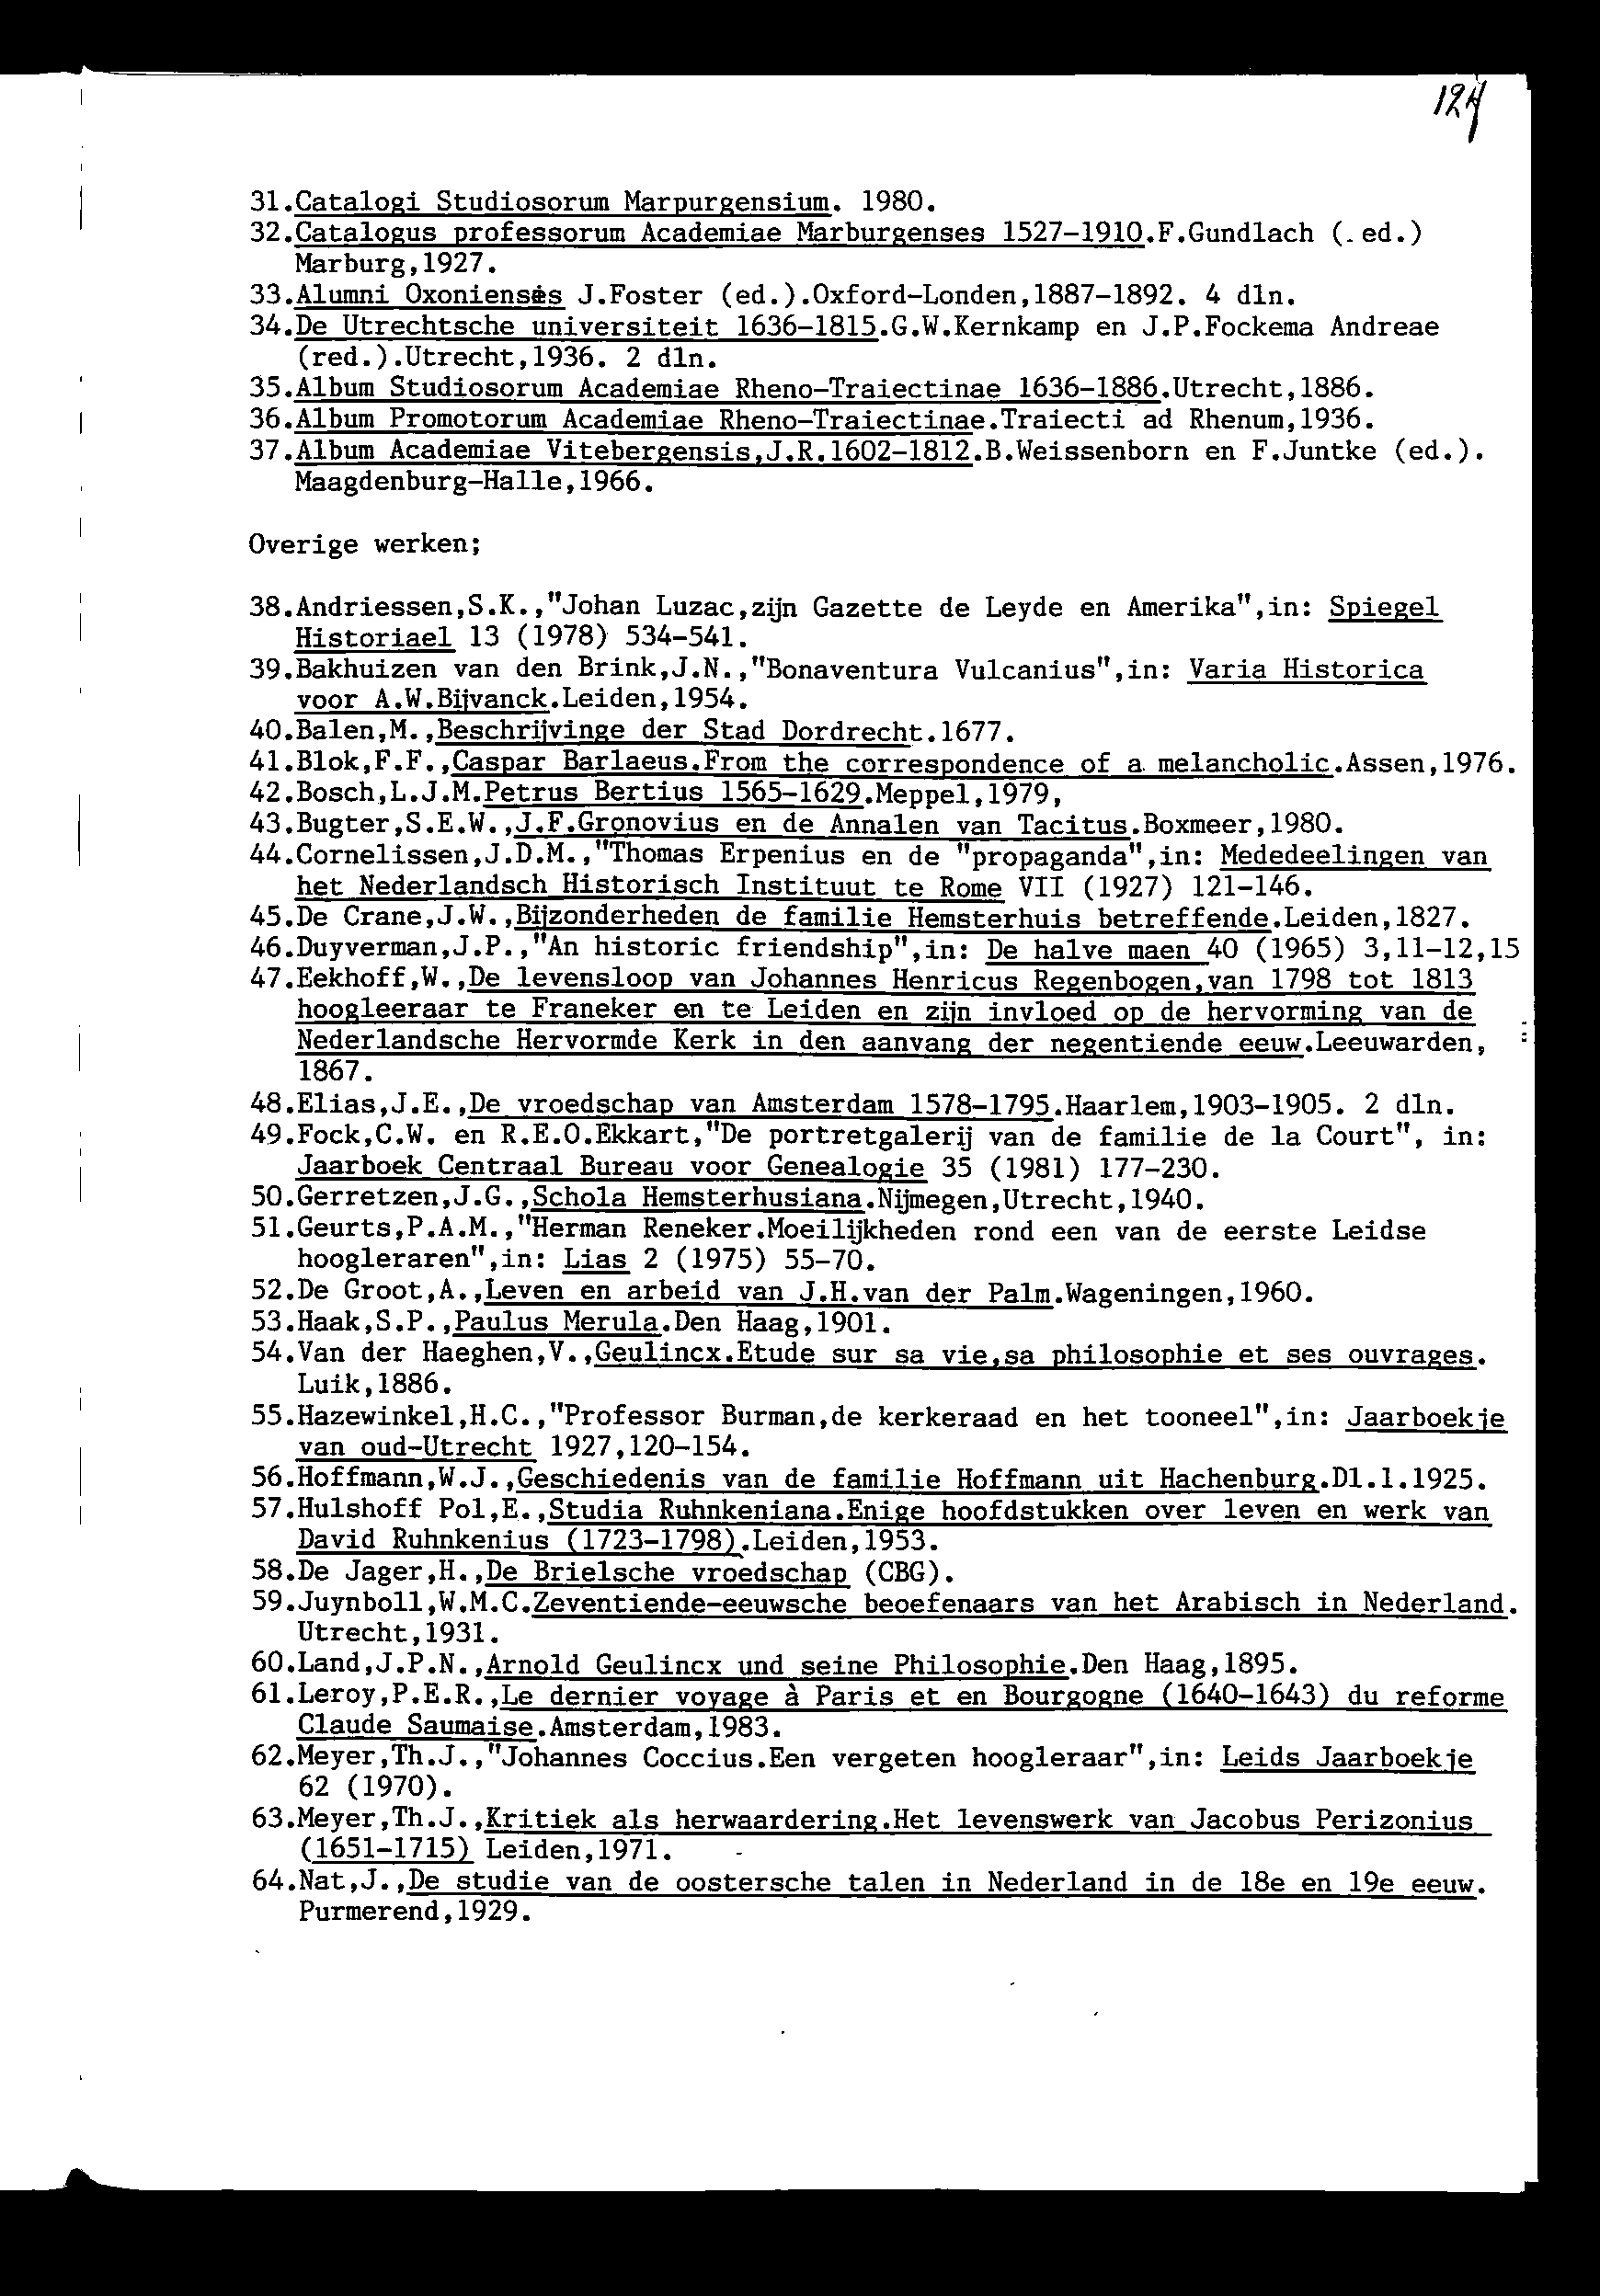 124
31.Catalogi Studiosorum Marpurgensium. 1980.
32.Catalogus professorum Academiae Marburgenses 1527-1910.F.Gundlach (.ed.)
Marburg,1927.
33.Alumni Oxonienses J.Foster (ed.).Oxford-Londen,1887-1892. 4 dln.
34.De Utrechtsche universiteit 1636-1815.G.W.Kernkamp en J.P.Fockema Andreae
(red.).Utrecht,1936. 2 dln.
35.Album Studiosorum Academiae Rheno-Traiectinae 1636-1886.Utrecht,1886.
36.Album Promotorum Academiae Rheno-Traiectinae.Traiecti ad Rhenum,1936.
37.Album Academiae Vitebergensis,J.R.1602-1812.B.Weissenborn en F.Juntke (ed.).
Maagdenburg-Halle,1966.
Overige werken;
38.Andriessen,S.K.,"Johan Luzac,zijn Gazette de Leyde en Amerika",in: Spiegel
Historiael 13 (1978) 534-541.
39.Bakhuizen van den Brink,J.N.,"Bonaventura Vulcanius",in: Varia Historica
voor A.W.Bijvanck.Leiden,1954.
40.Balen,M.,Beschrijvinge der Stad Dordrecht.1677.
41.Blok,F.F.,Caspar Barlaeus.From the correspondence of a melancholic.Assen,1976.
42.Bosch,L.J.M.Petrus Bertius 1565-1629.Meppel,1979,
43.Bugter,S.E.W.,J.F.Gronovius en de Annalen van Tacitus.Boxmeer,1980.
44.Cornelissen,J.D.M.,"Thomas Erpenius en de "propaganda",in: Mededeelingen van
het Nederlandsch Historisch Instituut te Rome VII (1927) 121-146.
45.De Crane,J.W.,Bijzonderheden de familie Hemsterhuis betreffende.Leiden,1827.
46.Duyverman,J.P.,"An historic friendship",in: De halve maen 40 (1965) 3,11-12,15
47.Eekhoff,W.,De levensloop van Johannes Henricus Regenbogen,van 1798 tot 1813
hoogleeraar te Franeker en te Leiden en zijn invloed op de hervorming van de
Nederlandsche Hervormde Kerk in den aanvang der negentiende eeuw.Leeuwarden,
1867.
48.Elias,J.E.,De vroedschap van Amsterdam 1578-1795.Haarlem,1903-1905. 2 dln.
49.Fock,C.W. en R.E.O.Ekkart,"De portretgalerij van de familie de la Court", in:
Jaarboek Centraal Bureau voor Genealogie 35 (1981) 177-230.
50.Gerretzen,J.G.,Schola Hemsterhusiana.Nijmegen,Utrecht,1940.
51.Geurts,P.A.M.,"Herman Reneker.Moeilijkheden rond een van de eerste Leidse
hoogleraren",in: Lias 2 (1975) 55-70.
52.De Groot,A.,Leven en arbeid van J.H.van der Palm.Wageningen,1960.
53.Haak,S.P.,Paulus Merula.Den Haag,1901.
54.Van der Haeghen,V.,Geulincx.Etude sur sa vie,sa philosophie et ses ouvrages.
Luik,1886.
55.Hazewinkel,H.C.,"Professor Burman,de kerkeraad en het tooneel",in: Jaarboekje
van oud-Utrecht 1927,120-154.
56.Hoffmann,W.J.,Geschiedenis van de familie Hoffmann uit Hachenburg.Dl.1.1925.
57.Hulshoff Pol,E.,Studia Ruhnkeniana.Enige hoofdstukken over leven en werk van
David Ruhnkenius (1723-1798).Leiden,1953.
58.De Jager,H.,De Brielsche vroedschap (CBG).
59.Juynboll,W.M.C.Zeventiende-eeuwsche beoefenaars van het Arabisch in Nederland.
Utrecht,1931.
60.Land,J.P.N.,Arnold Geulincx und seine Philosophie.Den Haag,1895.
61.Leroy,P.E.R.,Le dernier voyage à Paris et en Bourgogne (1640-1643) du reforme
Claude Saumaise.Amsterdam,1983.
62.Meyer,Th.J.,"Johannes Coccius.Een vergeten hoogleraar",in: Leids Jaarboekje
62 (1970).
63.Meyer,Th.J.,Kritiek als herwaardering.Het levenswerk van Jacobus Perizonius
(1651-1715) Leiden,1971.
64.Nat,J.,De studie van de oostersche talen in Nederland in de 18e en 19e eeuw.
Purmerend,1929.